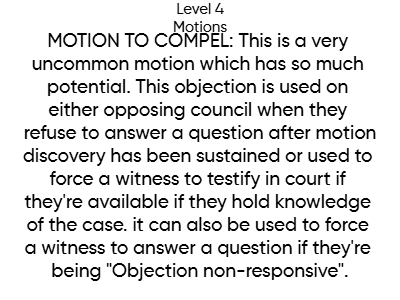 Level 4
Motions
MOTION TO COMPEL: This is a very
uncommon motion which has so much
potential. This objection is used on
either opposing council when they
refuse to answer a question after motion
discovery has been sustained or used to
force a witness to testify in court if
they're available if they hold knowledge
of the case. it can also be used to force
a witness to answer a question if they're
being "Objection non-responsive".